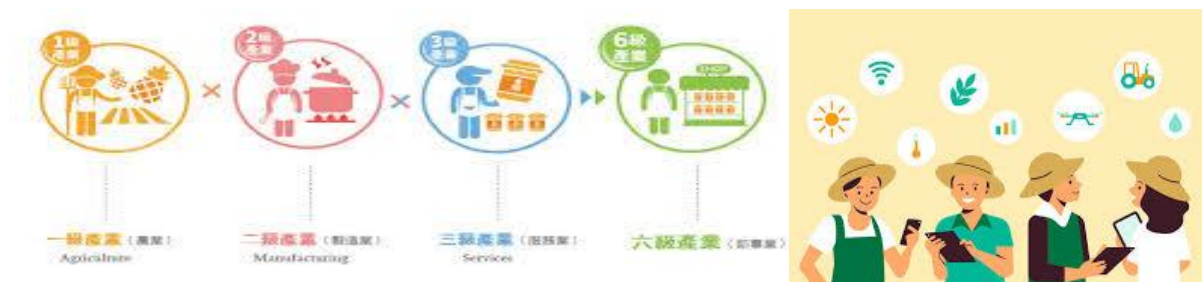 1級
產業
2級
產業
3級
產業
6級
產業
SHOP
一級產業（農業）
Agriculture
二級產業（製造業）
Manufacturing
三級產業（服務業）
Services
六級產業